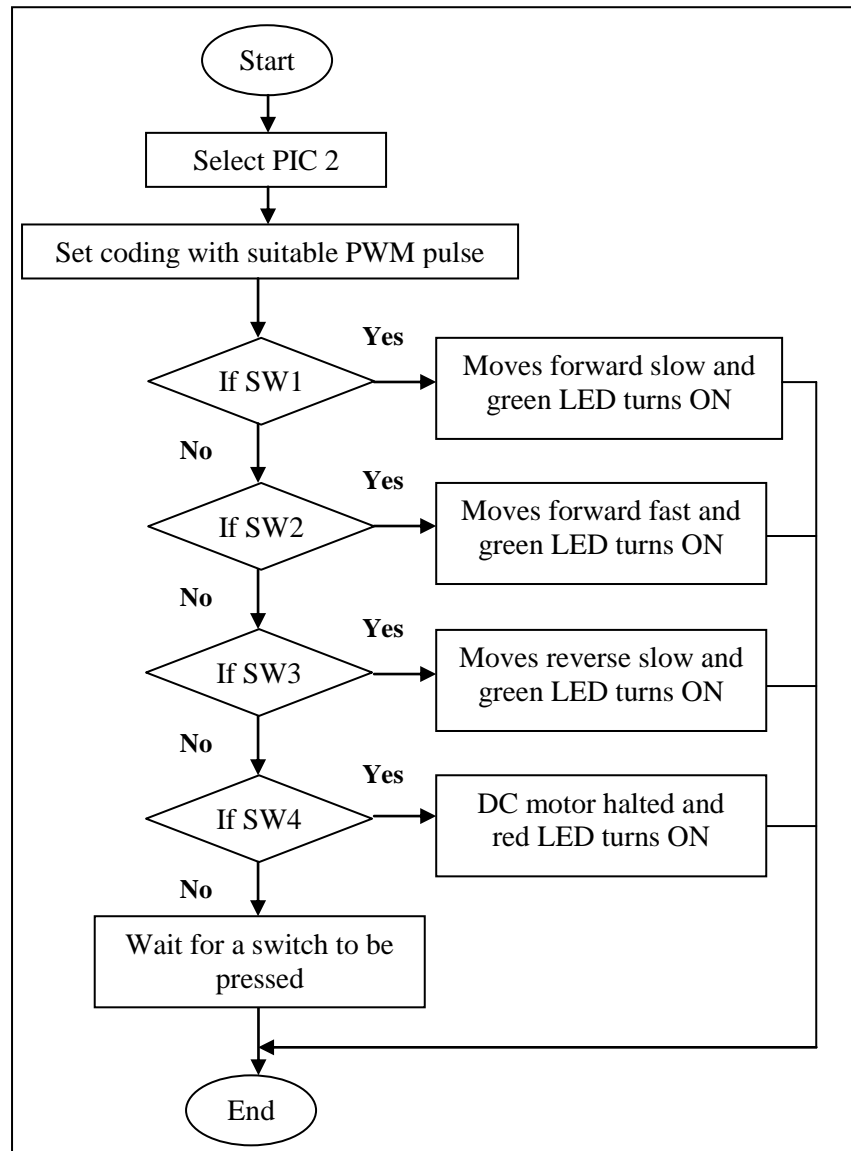 Start
Select PIC 2
Set coding with suitable PWM pulse
Yes
If SW1
Moves forward slow and
green LED turns ON
No
Yes
If SW2
Moves forward fast and
green LED turns ON
No
Yes
If SW3
Moves reverse slow and
green LED turns ON
No
Yes
If SW4
DC motor halted and
red LED turns ON
No
Wait for a switch to be
pressed
End